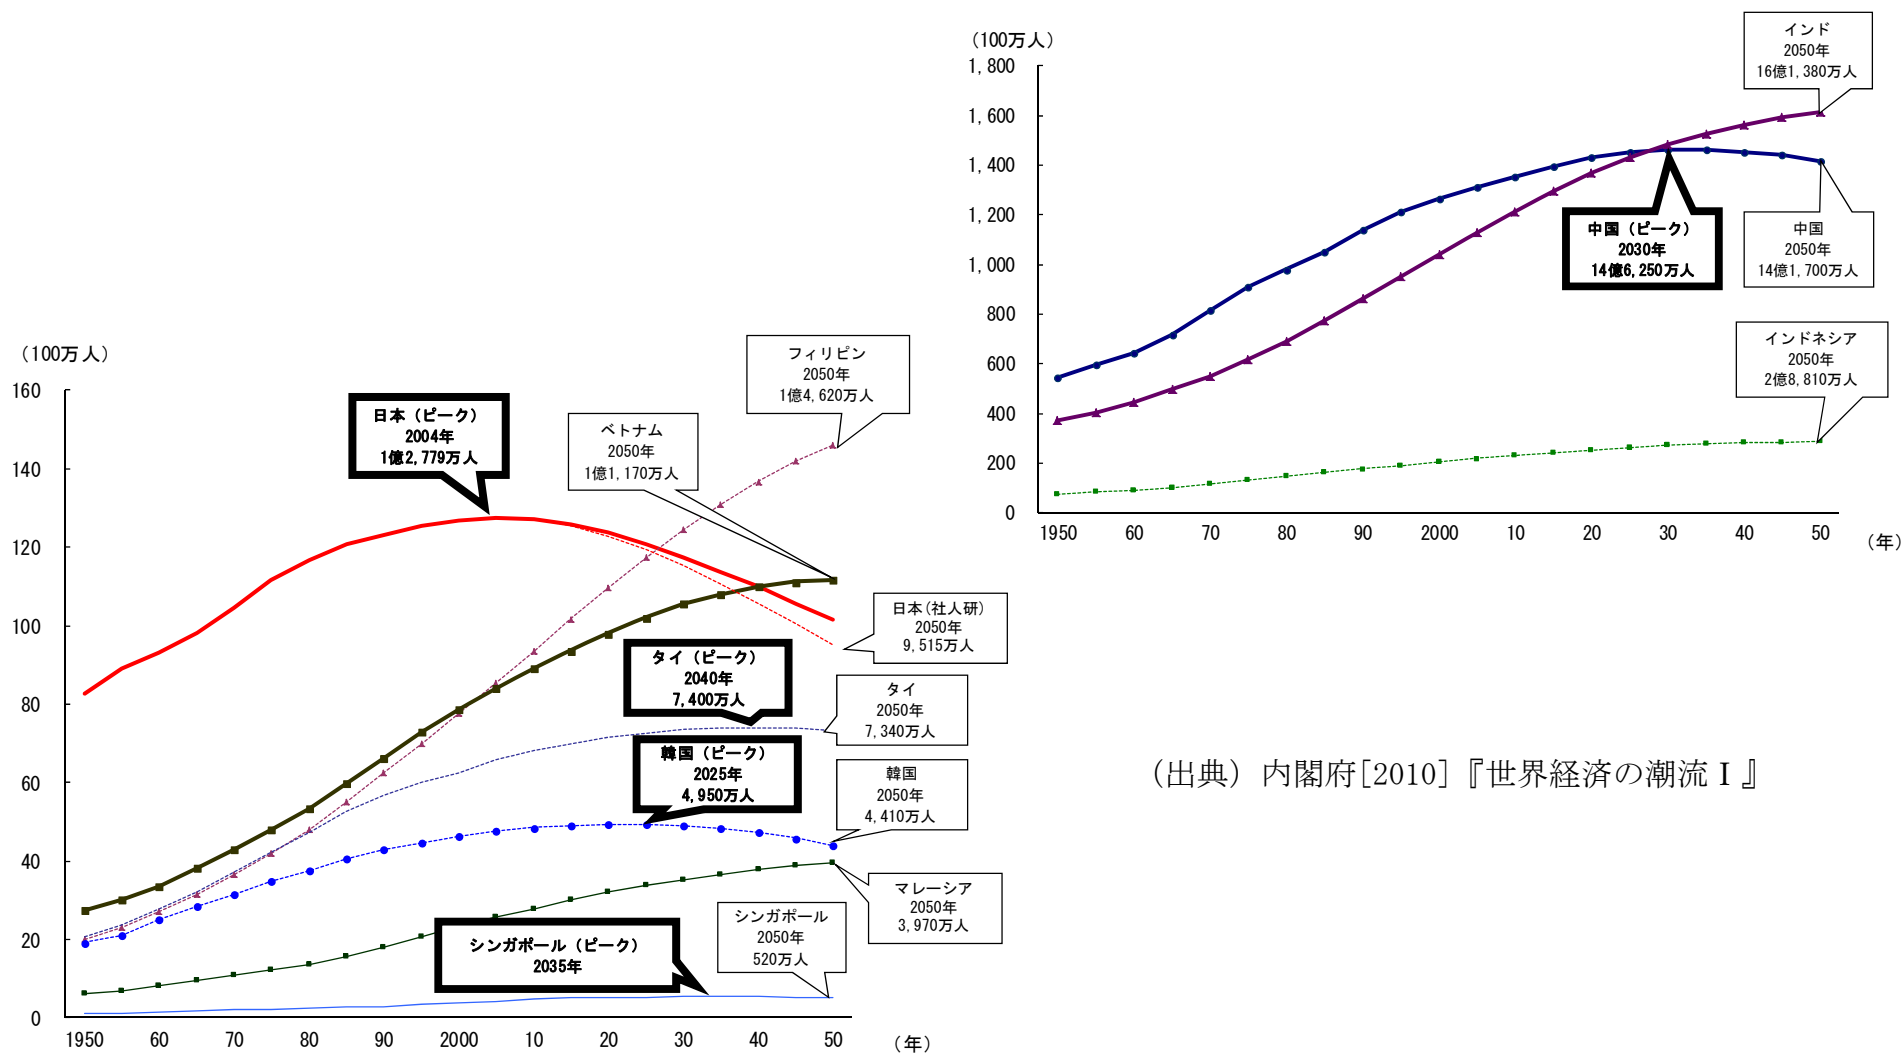 (100万人)
160
140
120
100
80
60
40
20
0
1950
60
70
80
90
2000
10
20
30
40
50
(年)
日本(ピーク)
2004年
1億2,779万人
ベトナム
2050年
1億1,170万人
フィリピン
2050年
1億4,620万人
日本(社人研)
2050年
9,515万人
タイ(ピーク)
2040年
7,400万人
タイ
2050年
7,340万人
韓国(ピーク)
2025年
4,950万人
韓国
2050年
4,410万人
マレーシア
2050年
3,970万人
シンガポール(ピーク)
2035年
シンガポール
2050年
520万人
(100万人)
1,800
1,600
1,400
1,200
1,000
800
600
400
200
0
1950
60
70
80
90
2000
10
20
30
40
50
(年)
インド
2050年
16億1,380万人
中国(ピーク)
2030年
14億6,250万人
中国
2050年
14億1,700万人
インドネシア
2050年
2億8,810万人
(出典)内閣府[2010]『世界経済の潮流Ⅰ』